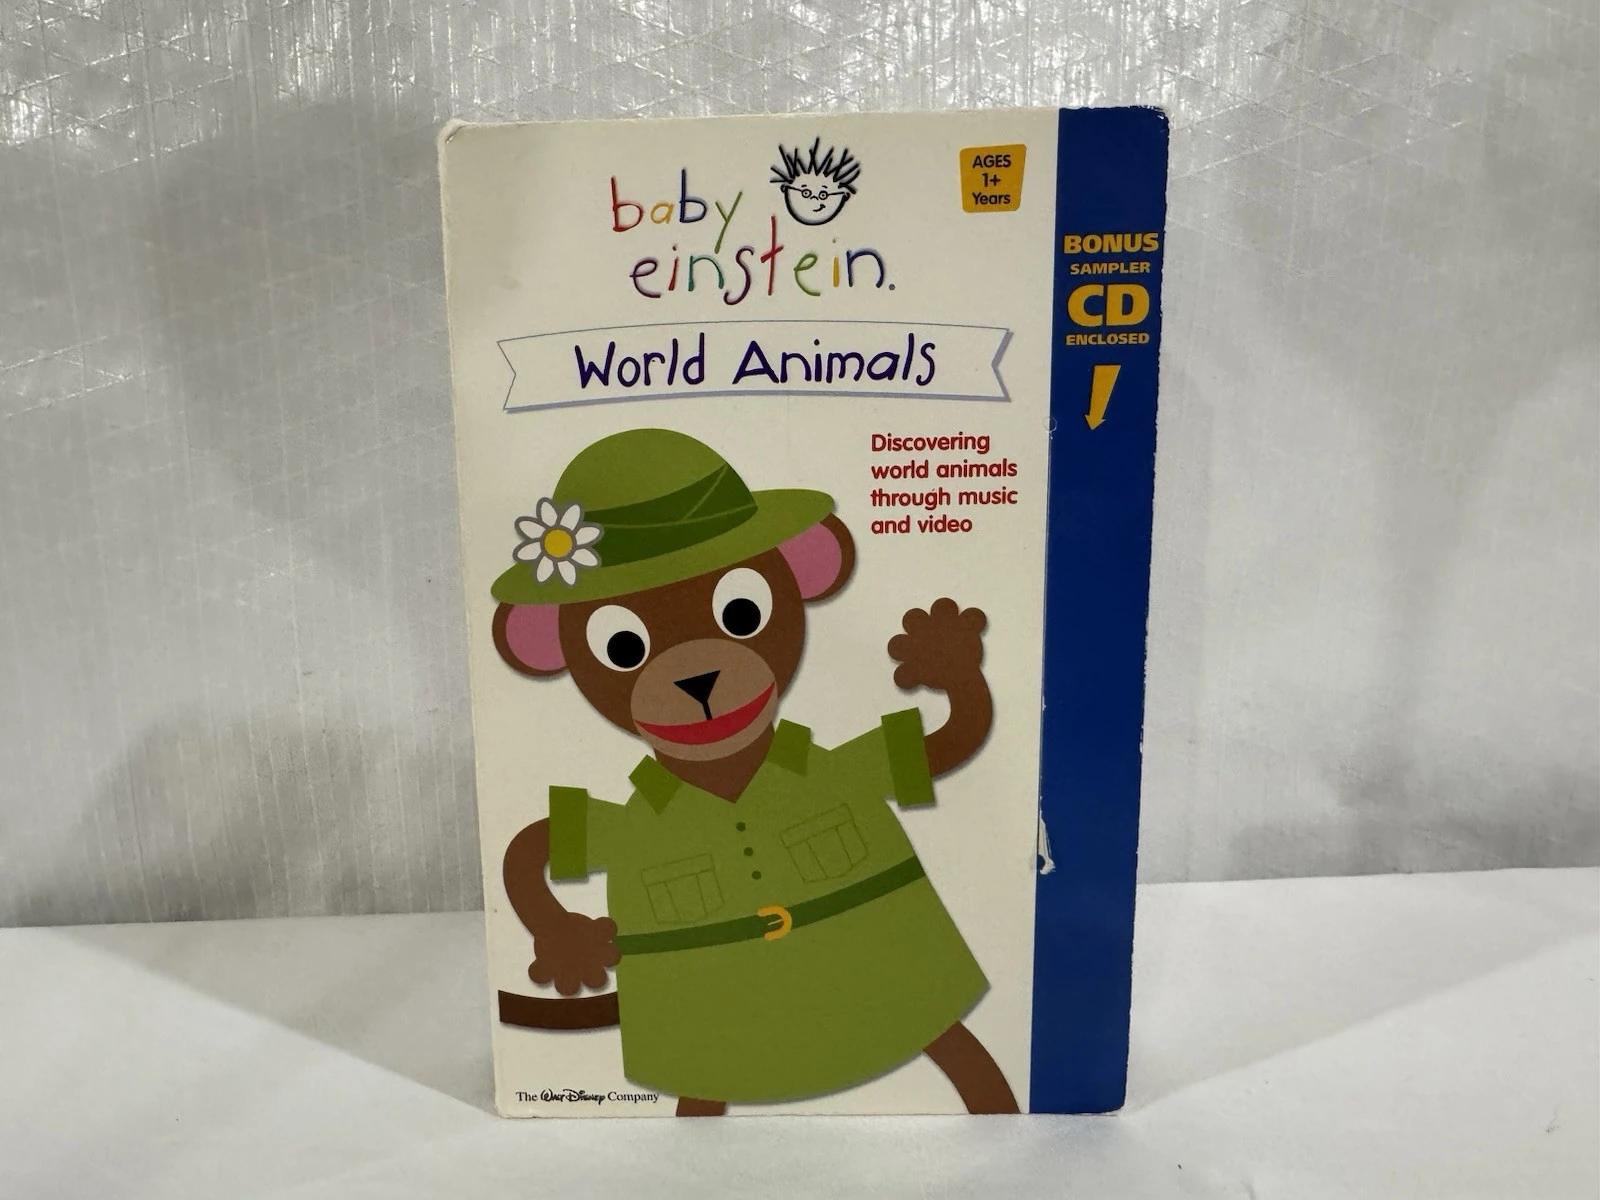 baby
einstein.
World Animals
AGES
1+
Years
BONUS
SAMPLER
CD
ENCLOSED
Discovering
world animals
through music
and video
The Walt Disney Company